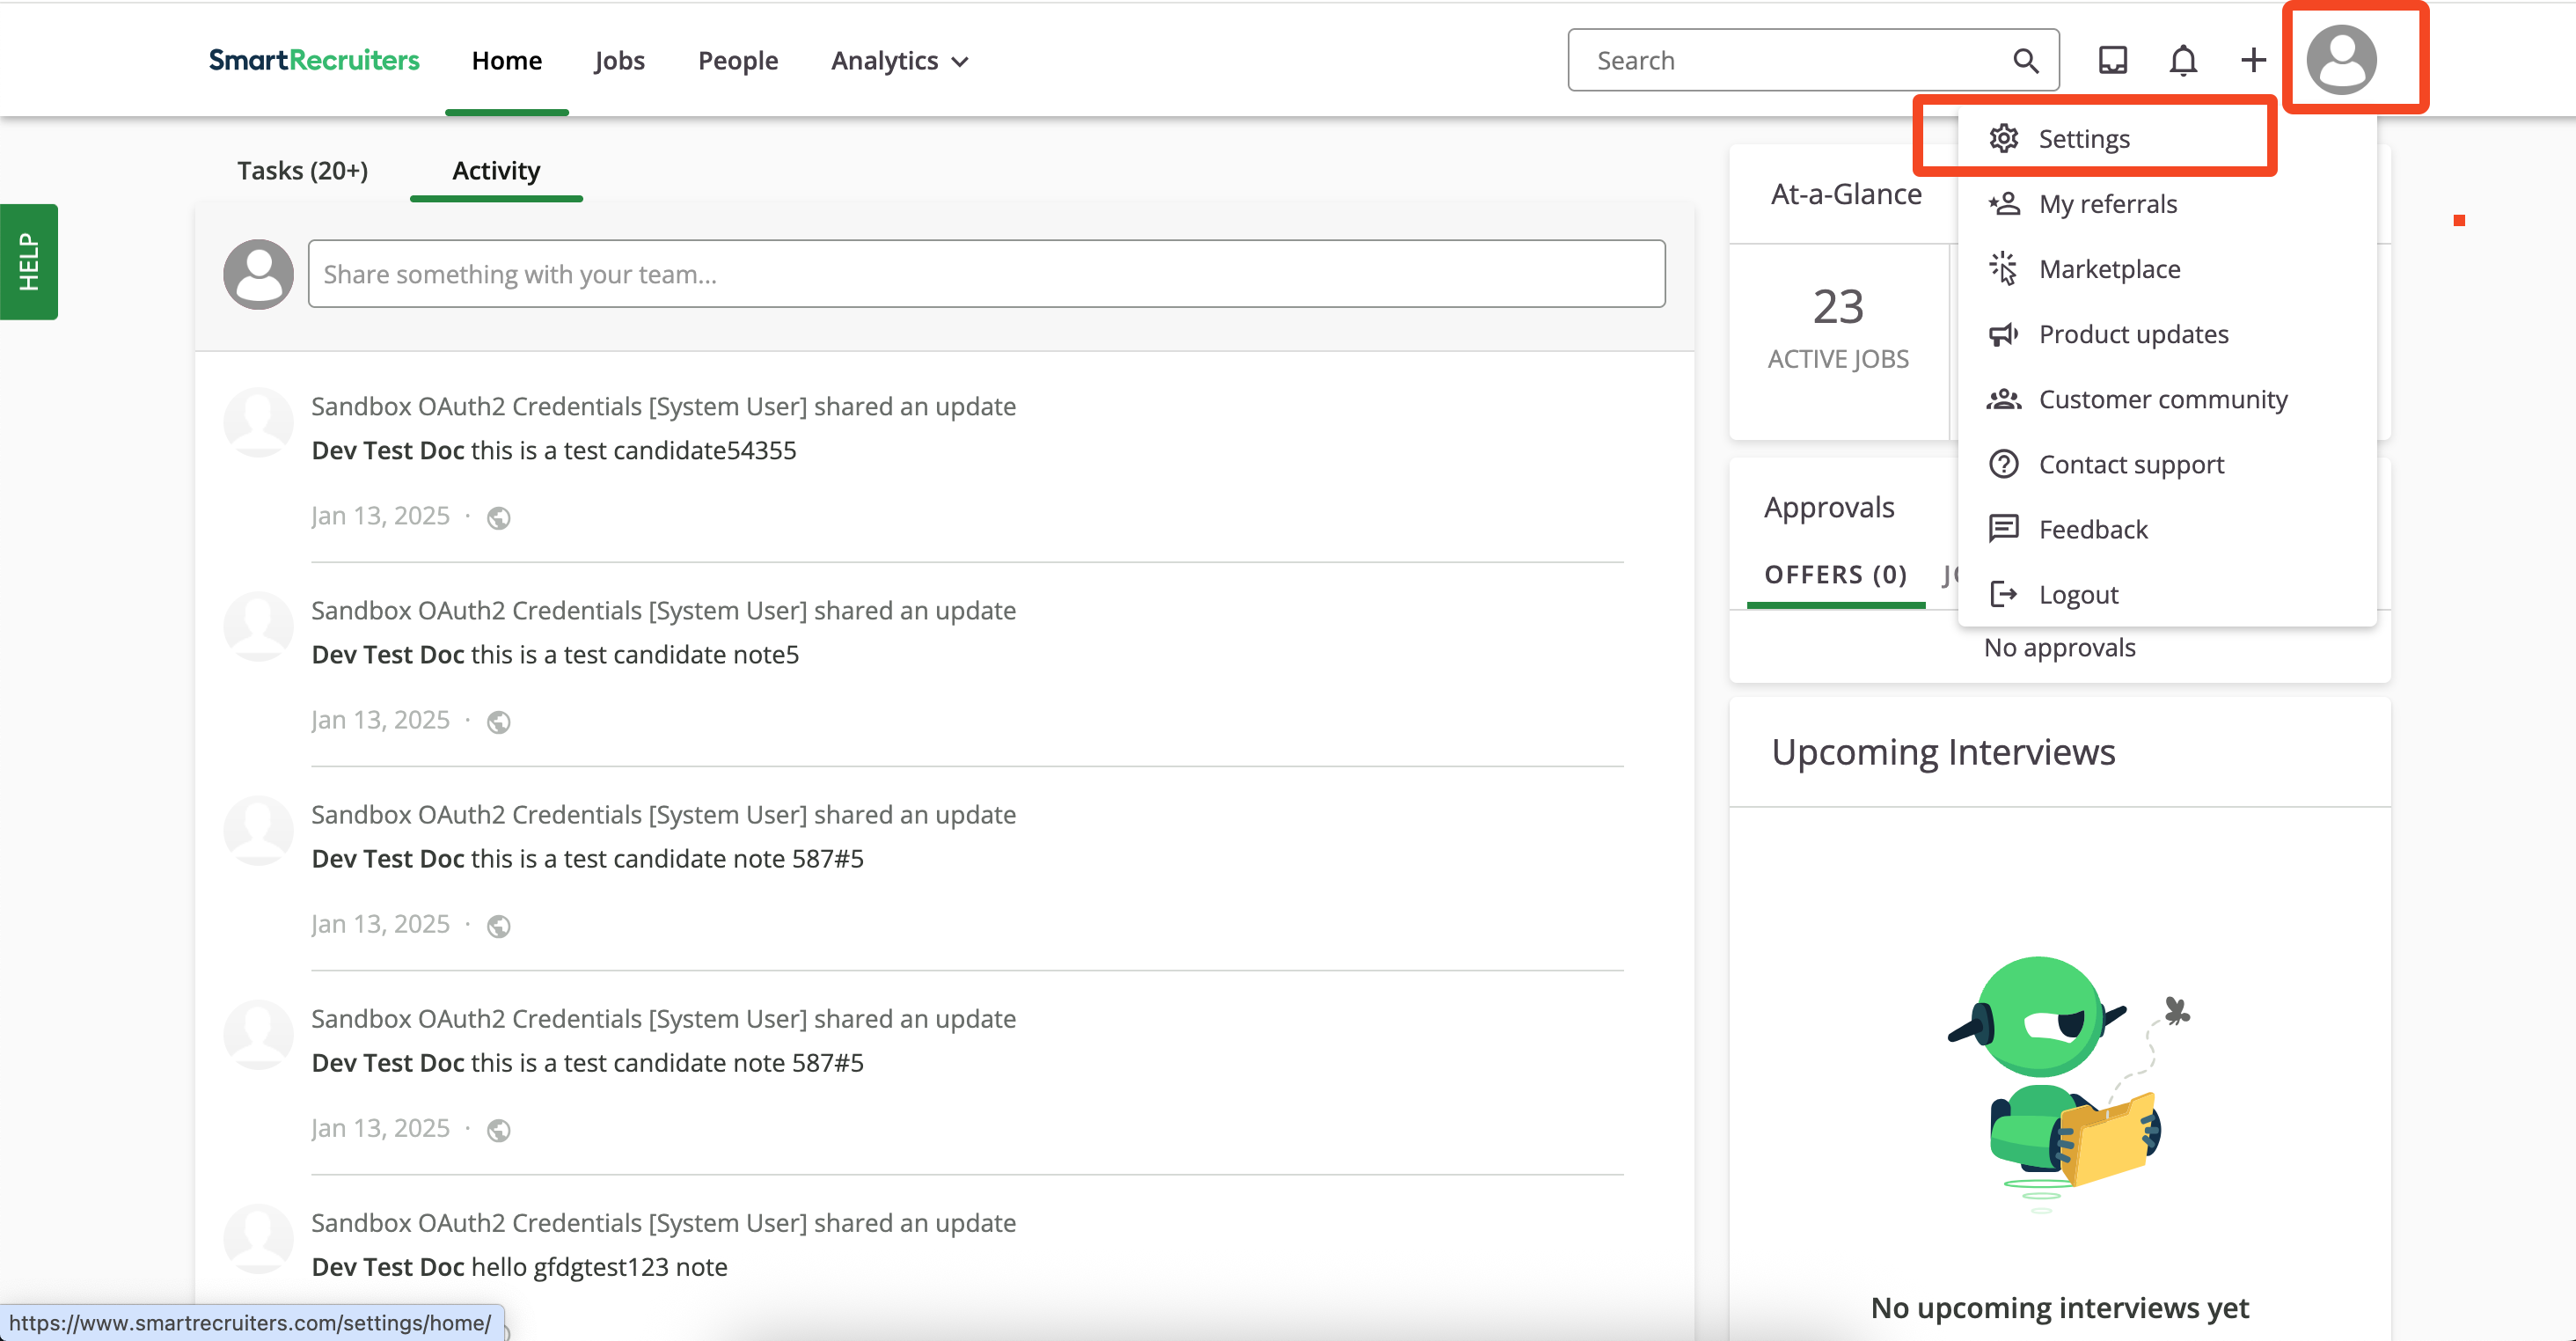 SmartRecruiters Home Jobs People Analytics Search
Settings
My referrals
Marketplace
Product updates
Customer community
Contact support
Feedback
Logout
HELP
Tasks (20+) Activity
Share something with your team...
Sandbox OAuth2 Credentials [System User] shared an update
Dev Test Doc this is a test candidate54355
Jan 13, 2025 ·
Sandbox OAuth2 Credentials [System User] shared an update
Dev Test Doc this is a test candidate note5
Jan 13, 2025 ·
Sandbox OAuth2 Credentials [System User] shared an update
Dev Test Doc this is a test candidate note 587#5
Jan 13, 2025 ·
Sandbox OAuth2 Credentials [System User] shared an update
Dev Test Doc this is a test candidate note 587#5
Jan 13, 2025 ·
Sandbox OAuth2 Credentials [System User] shared an update
Dev Test Doc hello gfdgtest123 note
At-a-Glance
23
ACTIVE JOBS
Approvals
OFFERS (0)
No approvals
Upcoming Interviews
No upcoming interviews yet
https://www.smartrecruiters.com/settings/home/